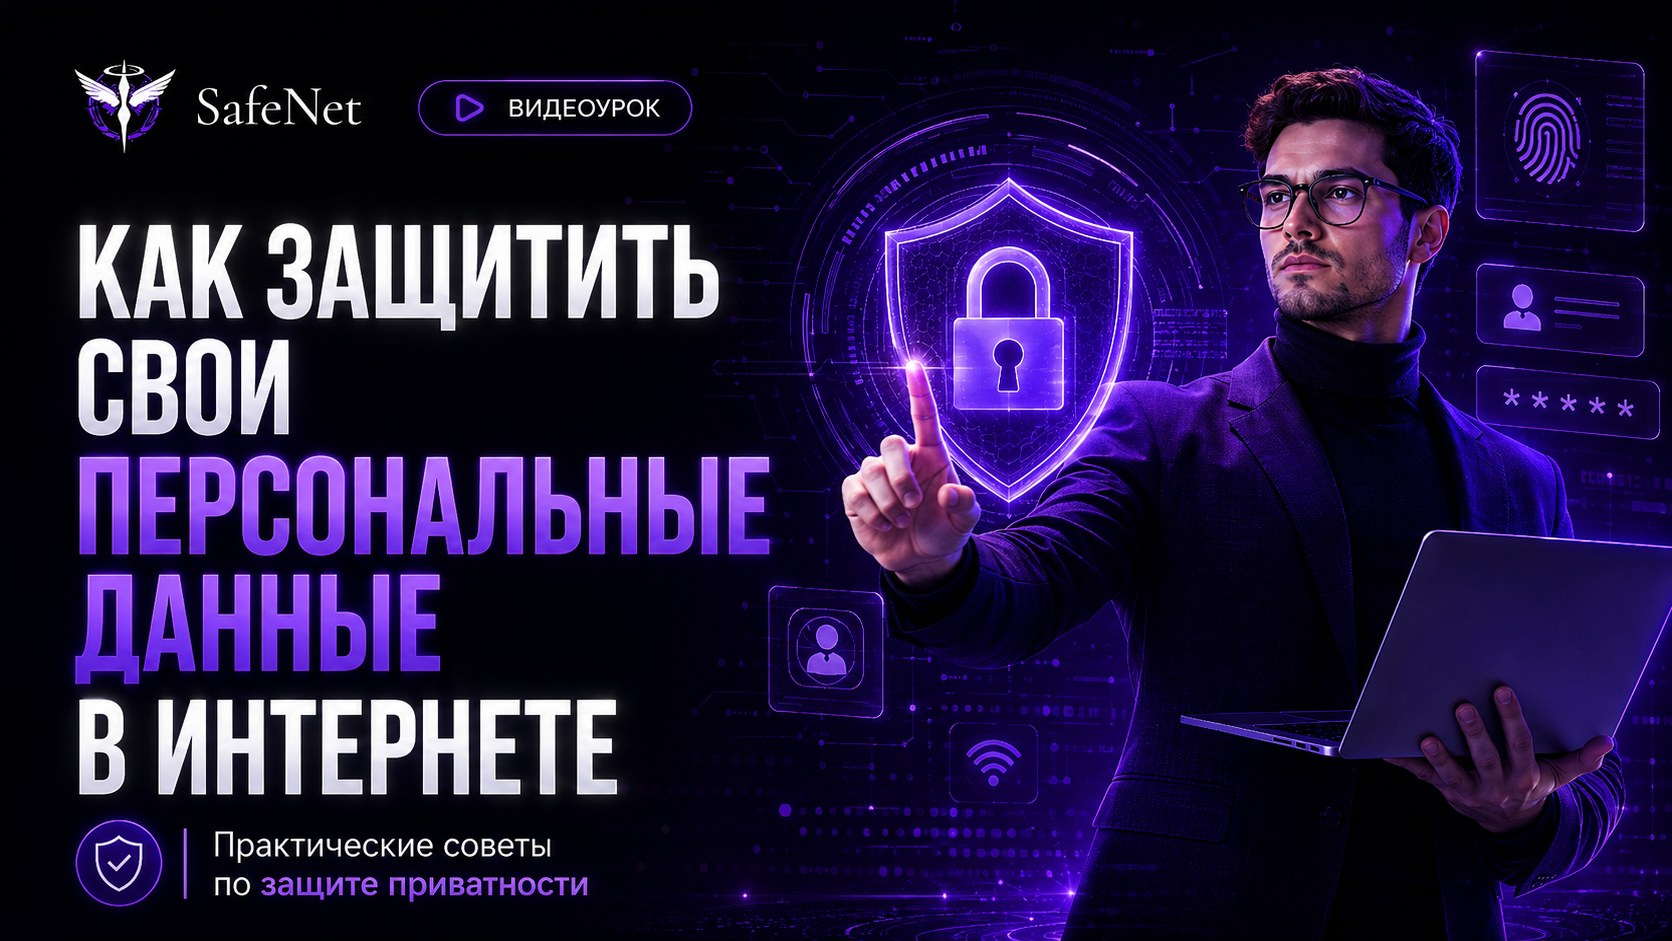 SafeNet
ВИДЕОУРОК
КАК ЗАЩИТИТЬ
СВОИ
ПЕРСОНАЛЬНЫЕ
ДАННЫЕ
В ИНТЕРНЕТЕ
Практические советы
по защите приватности
*****